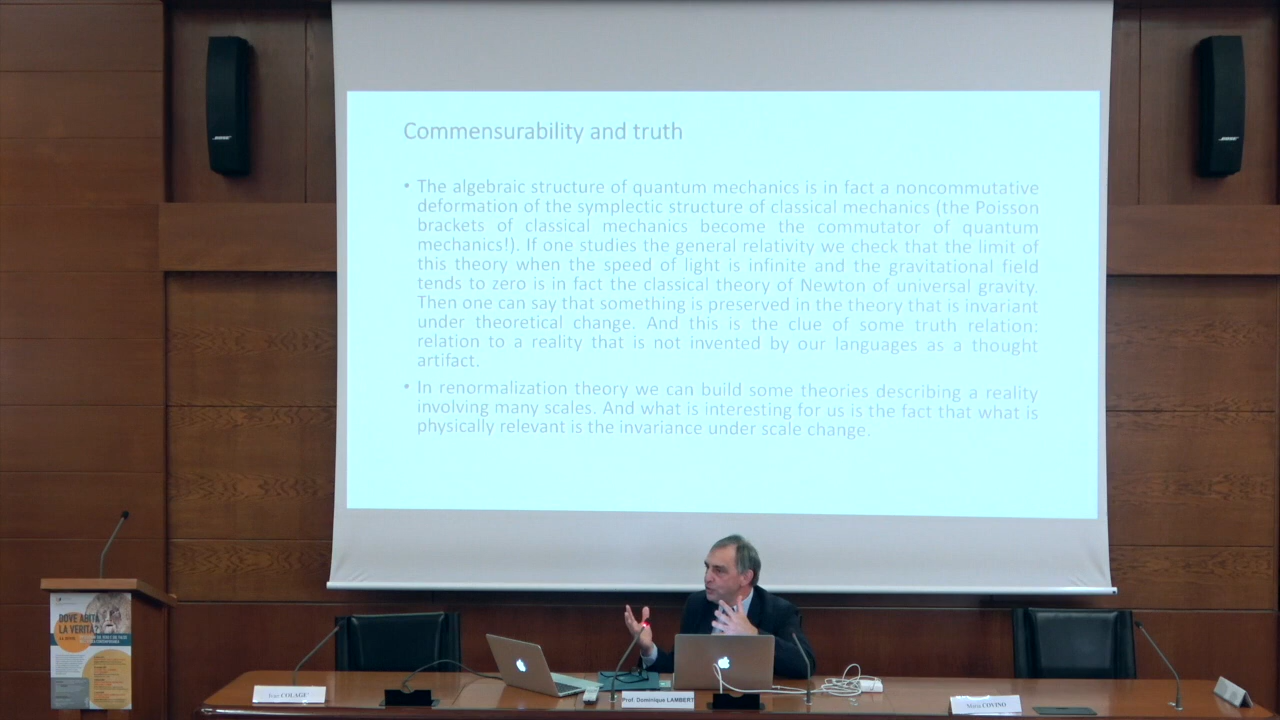 BOSE
BOSE
Commensurability and truth
• The algebraic structure of quantum mechanics is in fact a noncommutative
deformation of the symplectic structure of classical mechanics (the Poisson
brackets of classical mechanics become the commutator of quantum
mechanics!). If one studies the general relativity we check that the limit of
this theory when the speed of light is infinite and the gravitational field
tends to zero is in fact the classical theory of Newton of universal gravity.
Then one can say that something is preserved in the theory that is invariant
under theoretical change. And this is the clue of some truth relation:
relation to a reality that is not invented by our languages as a thought
artifact.
• In renormalization theory we can build some theories describing a reality
involving many scales. And what is interesting for us is the fact that what is
physically relevant is the invariance under scale change.
DOVE ABITA
LA VERITÀ?
Ivan COLAGE'
Prof. Dominique LAMBERT
Maria COVINO